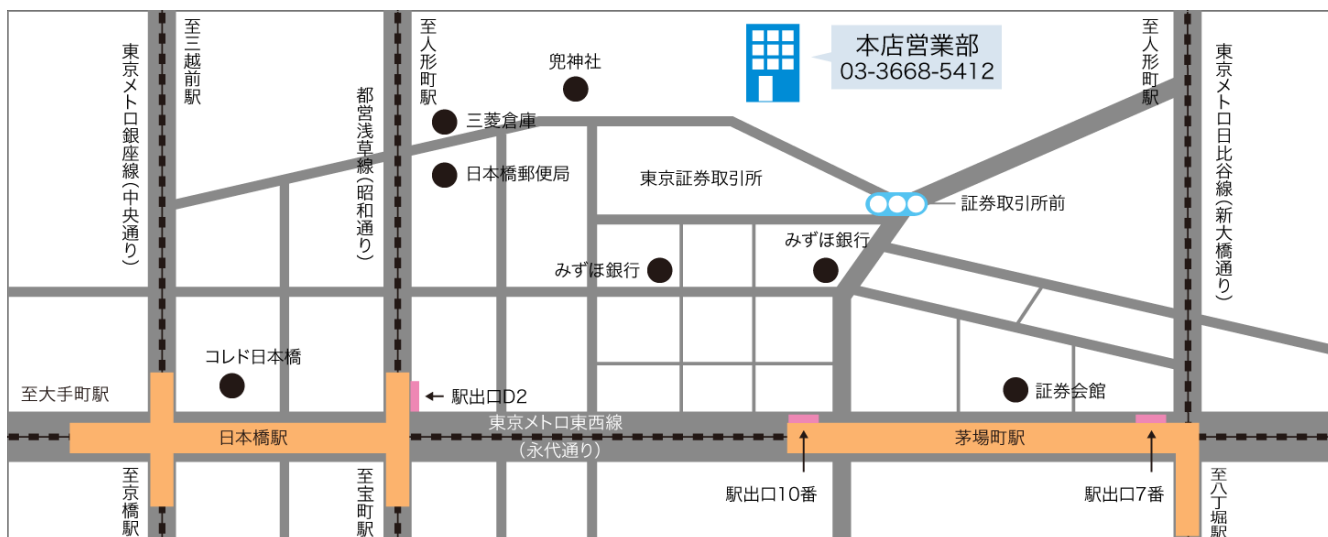 東京メトロ銀座線(中央通り)
至三越前駅
都営浅草線(昭和通り)
至人形町駅
兜神社
三菱倉庫
日本橋郵便局
本店営業部
03-3668-5412
至人形町駅
東京メトロ日比谷線(新大橋通り)
東京証券取引所
証券取引所前
みずほ銀行
みずほ銀行
コレド日本橋
至大手町駅
駅出口D2
証券会館
日本橋駅
東京メトロ東西線
(永代通り)
茅場町駅
至京橋駅
至宝町駅
駅出口10番
駅出口7番
至八丁堀駅